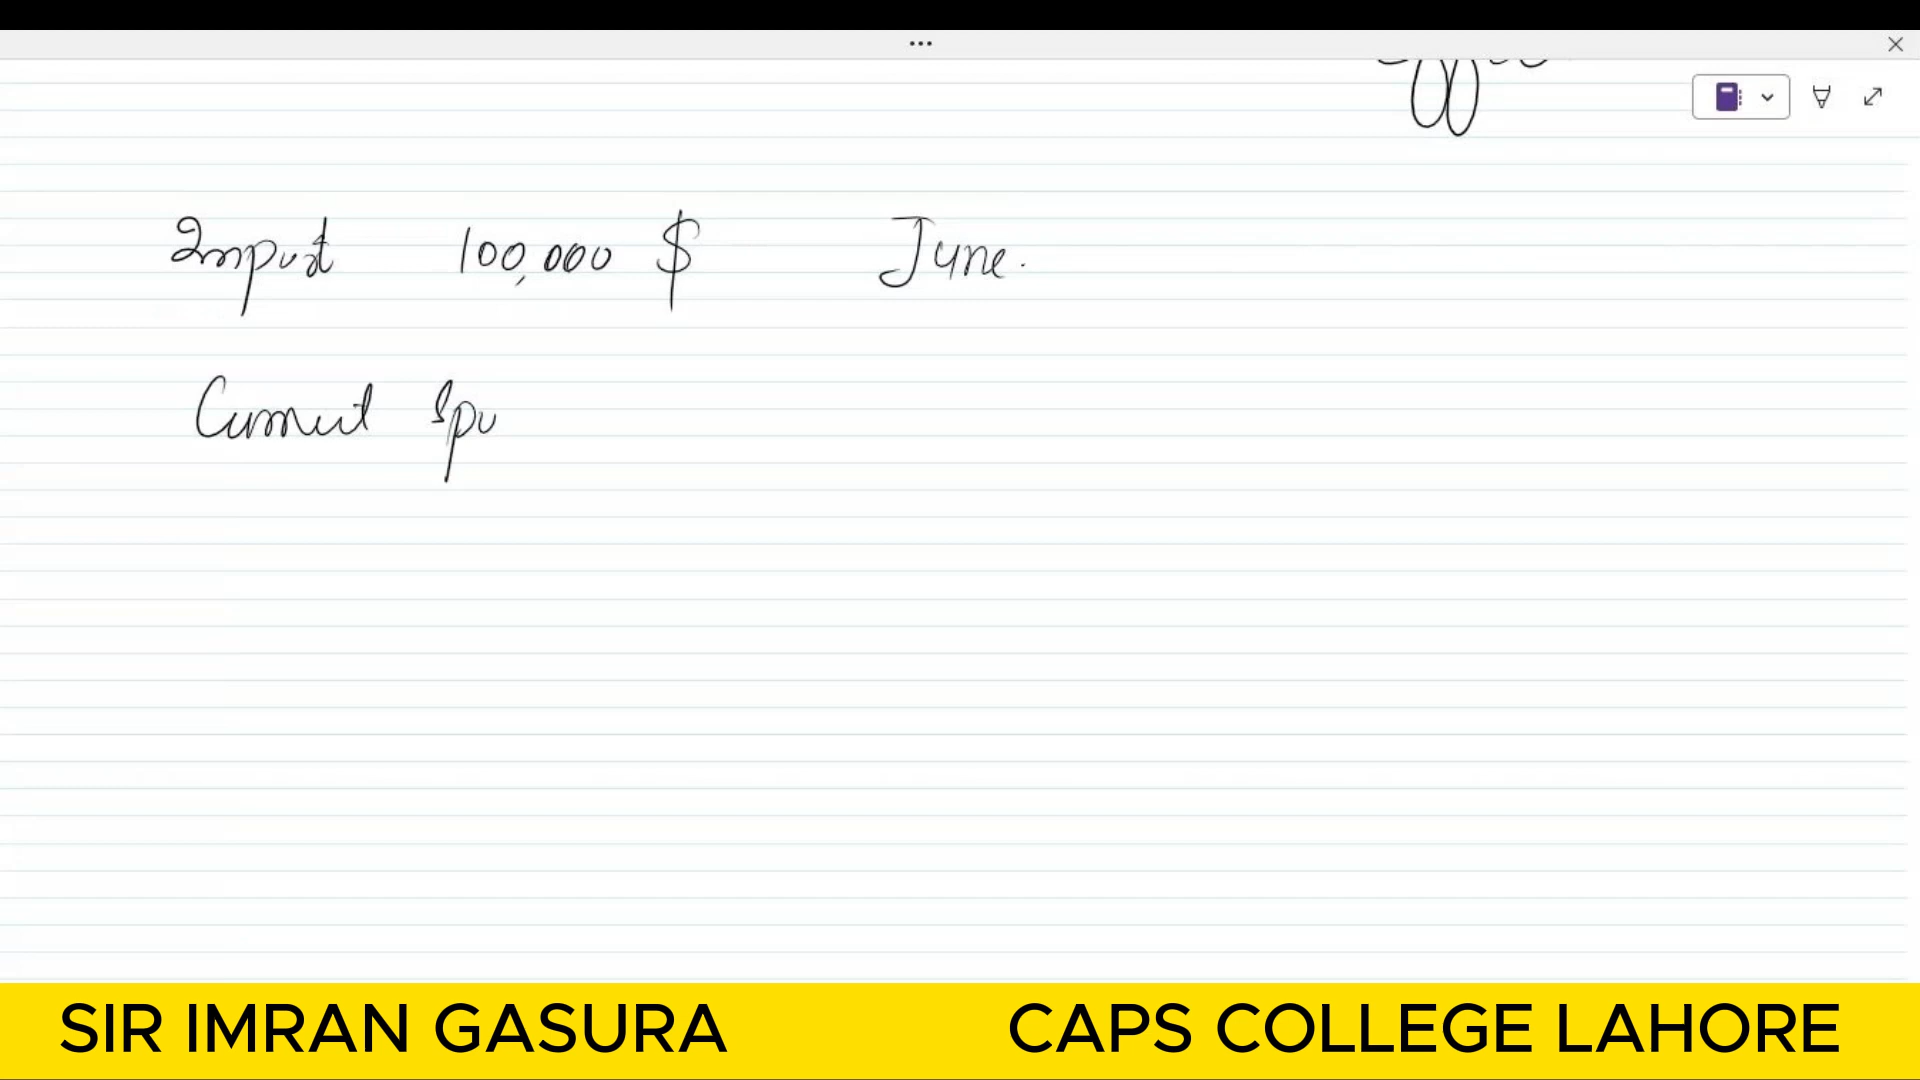 Import 100,000 $ June.
Current Spo
SIR IMRAN GASURA CAPS COLLEGE LAHORE